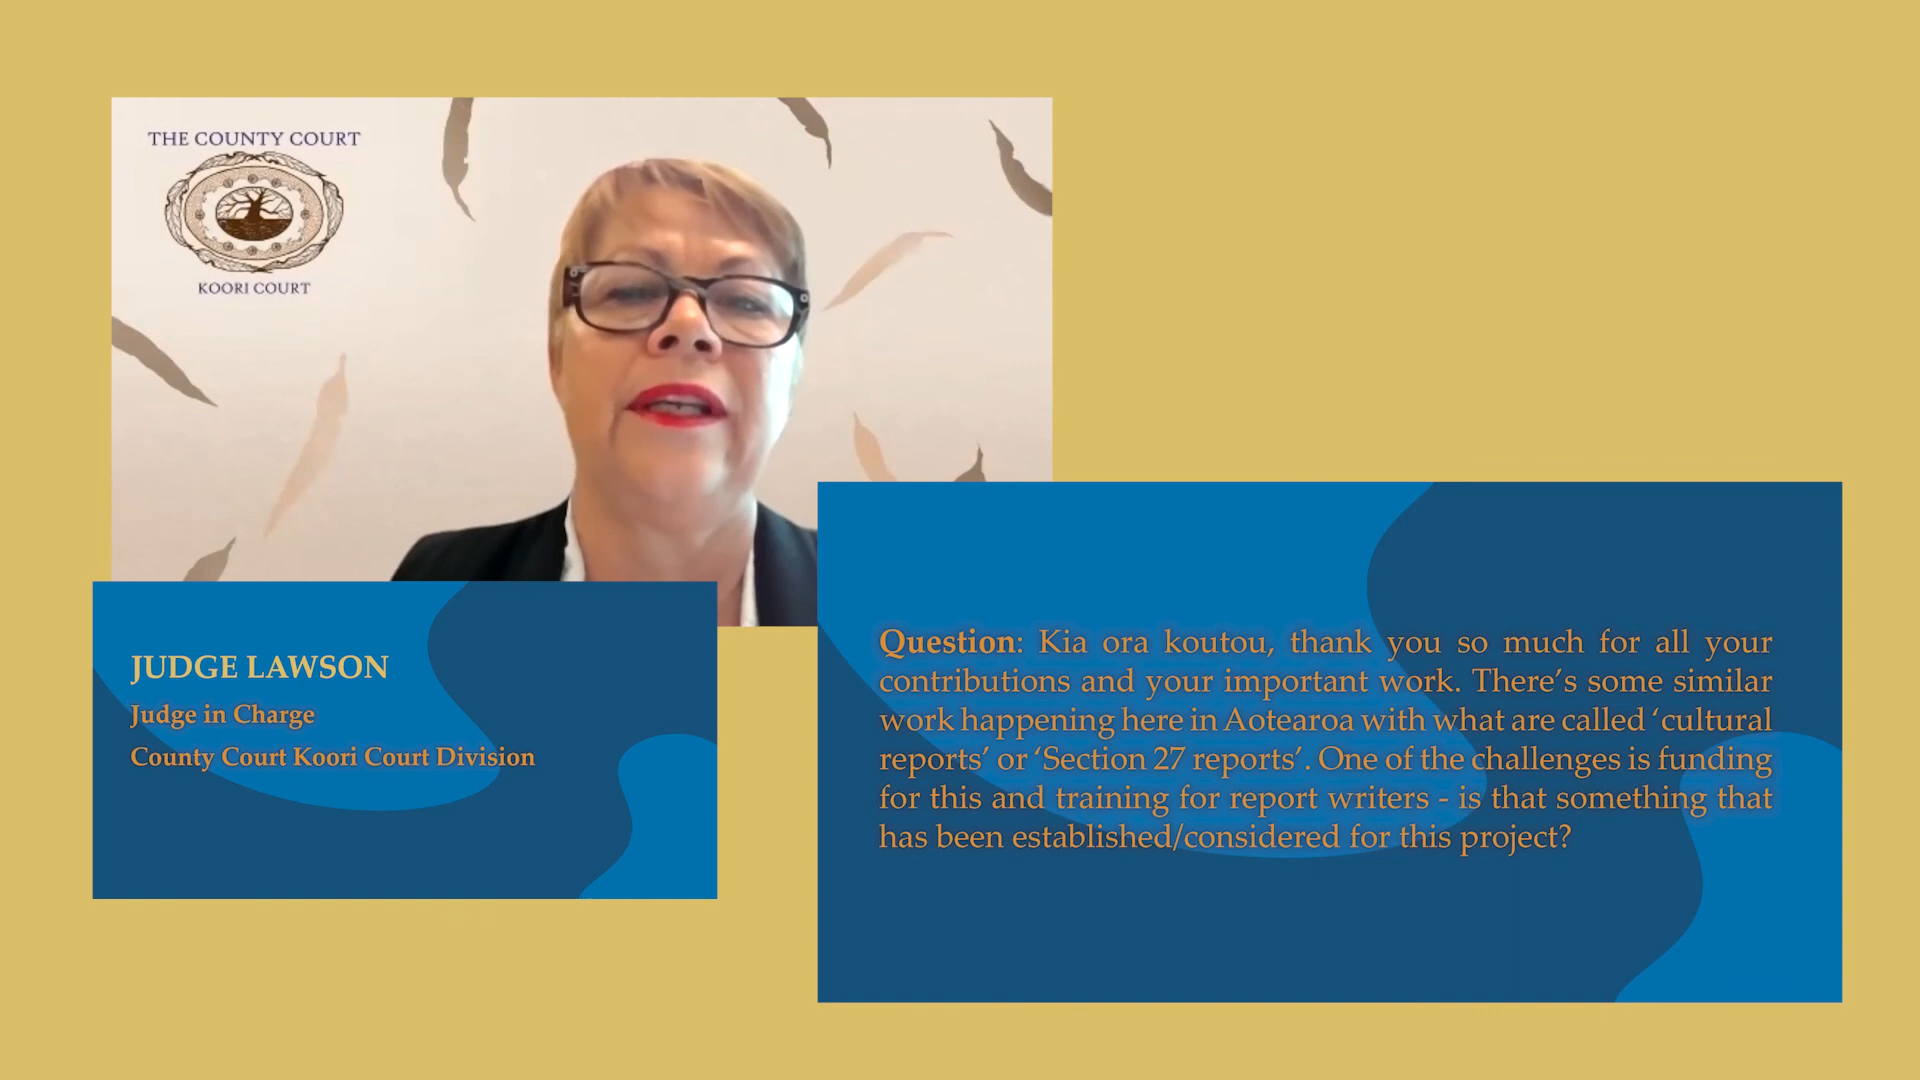 THE COUNTY COURT
KOORI COURT
JUDGE LAWSON
Judge in Charge
County Court Koori Court Division
Question: Kia ora koutou, thank you so much for all your
contributions and your important work. There’s some similar
work happening here in Aotearoa with what are called ‘cultural
reports’ or ‘Section 27 reports’. One of the challenges is funding
for this and training for report writers - is that something that
has been established/considered for this project?